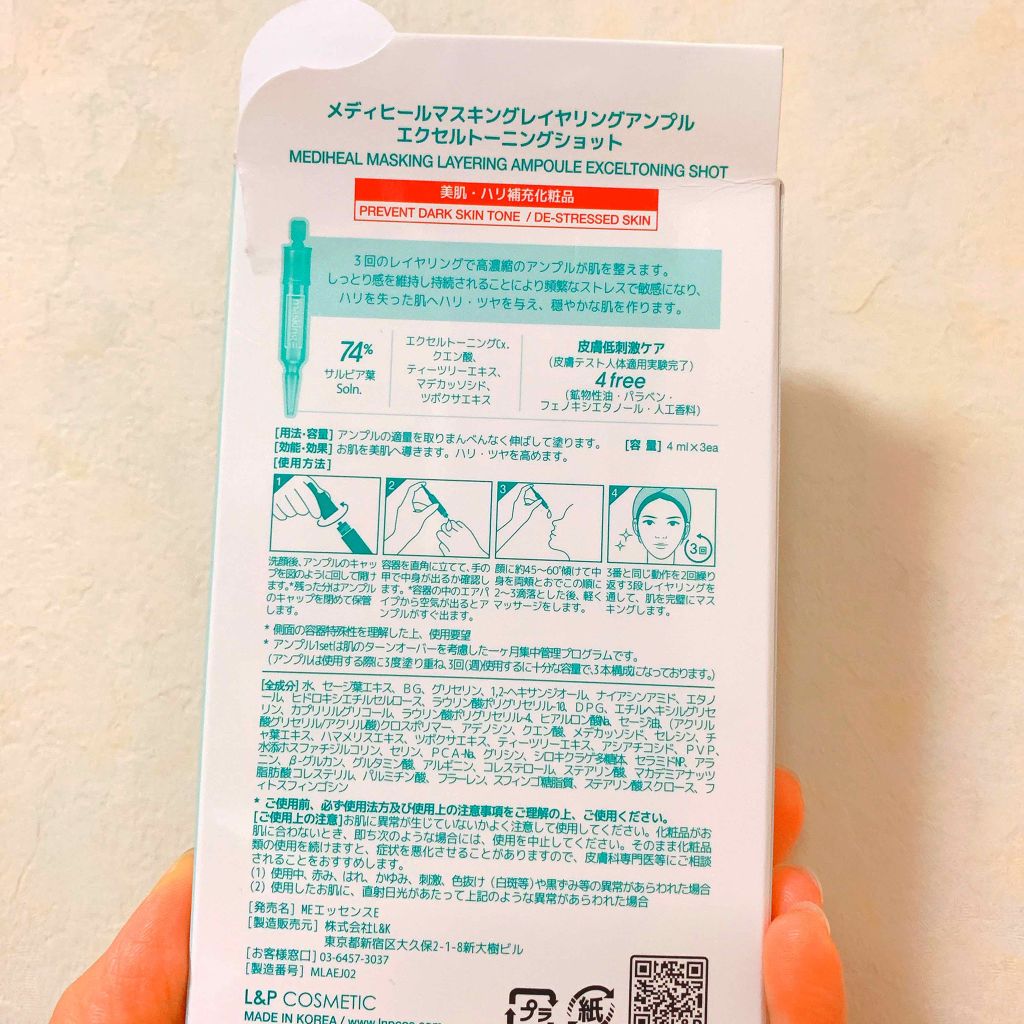 メディヒールマスキングレイヤリングアンプル
エクセルトーニングショット
MEDIHEAL MASKING LAYERING AMPOULE EXCELTONING SHOT
美肌・ハリ補充化粧品
PREVENT DARK SKIN TONE / DE-STRESSED SKIN
3回のレイヤリングで高濃縮のアンプルが肌を整えます。
しっとり感を維持し持続されることにより頻繁なストレスで敏感になり、
ハリを失った肌へハリ・ツヤを与え、穏やかな肌を作ります。
masking
74%
サルビア葉
Soln.
エクセルトーニングCx.
クエン酸、
ティーツリーエキス、
マデカッソシド、
ツボクサエキス
皮膚低刺激ケア
(皮膚テスト人体適用実験完了)
4free
(鉱物性油・パラベン・
フェノキシエタノール・人工香料)
[用法・容量] アンプルの適量を取りまんべんなく伸ばして塗ります。 [容 量] 4 ml×3ea
[効能・効果] お肌を美肌へ導きます。ハリ・ツヤを高めます。
[使用方法]
1
2
3
4
3回
洗顔後、アンプルのキャッ
プを図のように回して開け
ます。*残った分はアンプル
のキャップを閉めて保管
します。
容器を直角に立てて、手の
甲で中身が出るか確認し
ます。*容器の中のエアパ
イプから空気が出るとア
ンプルがすぐ出ます。
顔に約45〜60°傾けて中
身を両頬とおでこの順に
2〜3滴落とした後、軽く
マッサージをします。
3番と同じ動作を2回繰り
返す3段レイヤリングを
通して、肌を完璧にマス
キングします。
* 側面の容器特殊性を理解した上、使用要望
* アンプル1setは肌のターンオーバーを考慮した一ヶ月集中管理プログラムです。
(アンプルは使用する際に3度塗り重ね、3回(週)使用するに十分な容量で、3本構成になっております。)
[全成分] 水、セージ葉エキス、BG、グリセリン、1,2-ヘキサンジオール、ナイアシンアミド、エタノ
ール、ヒドロキシエチルセルロース、ラウリン酸ポリグリセリル-10、DPG、エチルヘキシルグリセ
リン、カプリリルグリコール、ラウリン酸ポリグリセリル-4、ヒアルロン酸Na、セージ油、(アクリル
酸グリセリル/アクリル酸)クロスポリマー、アデノシン、クエン酸、メデカッソシド、セレシン、チ
ャ葉エキス、ハマメリスエキス、ツボクサエキス、ティーツリーエキス、アシアチコシド、PVP、
水添ホスファチジルコリン、セリン、PCA-Na、グリシン、シロキクラゲ多糖体、セラミドNP、アラ
ニン、β-グルカン、グルタミン酸、アルギニン、コレステロール、ステアリン酸、マカデミアナッツ
脂肪酸コレステリル、パルミチン酸、フラーレン、スフィンゴ糖脂質、ステアリン酸スクロース、フ
ィトスフィンゴシン
* ご使用前、必ず使用法方及び使用上の注意事項をご理解の上、ご使用ください。
[ご使用上の注意] お肌に異常が生じていないかよく注意して使用してください。化粧品がお
肌に合わないとき、即ち次のような場合には、使用を中止してください。そのまま化粧品
類の使用を続けますと、症状を悪化させることがありますので、皮膚科専門医等にご相談
されることをおすすめします。
(1) 使用中、赤み、はれ、かゆみ、刺激、色抜け(白斑等)や黒ずみ等の異常があらわれた場合
(2) 使用したお肌に、直射日光があたって上記のような異常があらわれた場合
[発売名] MEエッセンスE
[製造販売元] 株式会社L&K
東京都新宿区大久保2-1-8新大樹ビル
[お客様窓口] 03-6457-3037
[製造番号] MLAEJ02
L&P COSMETIC
MADE IN KOREA / www.lnpcos.com
プラ
紙